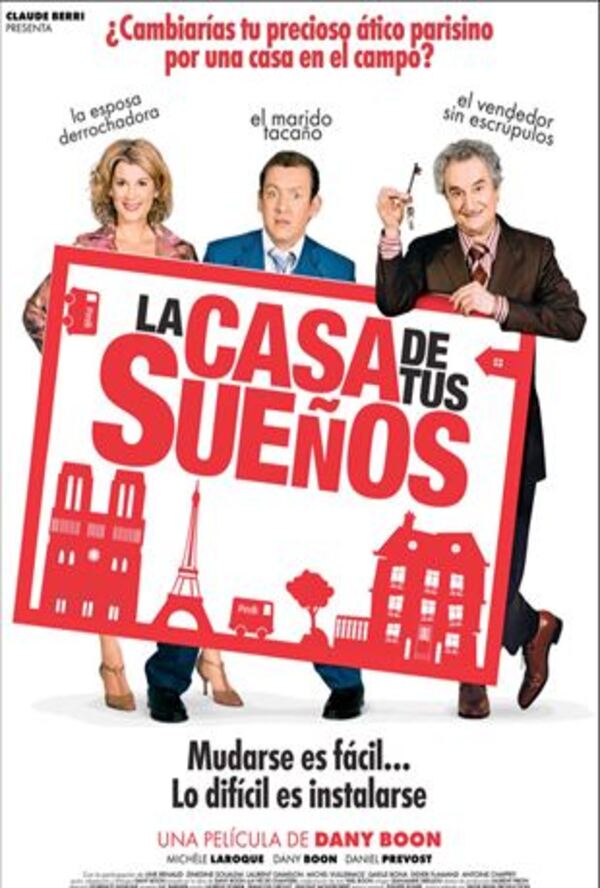 CLAUDE BERRI
PRESENTA
¿Cambiarías tu precioso ático parisino
por una casa en el campo?
la esposa
derrochadora
el marido
tacaño
el vendedor
sin escrúpulos
LA CASA DE TUS
SUEÑOS
Mudarse es fácil...
Lo difícil es instalarse
UNA PELÍCULA DE DANY BOON
MICHÈLE LAROQUE DANY BOON DANIEL PREVOST